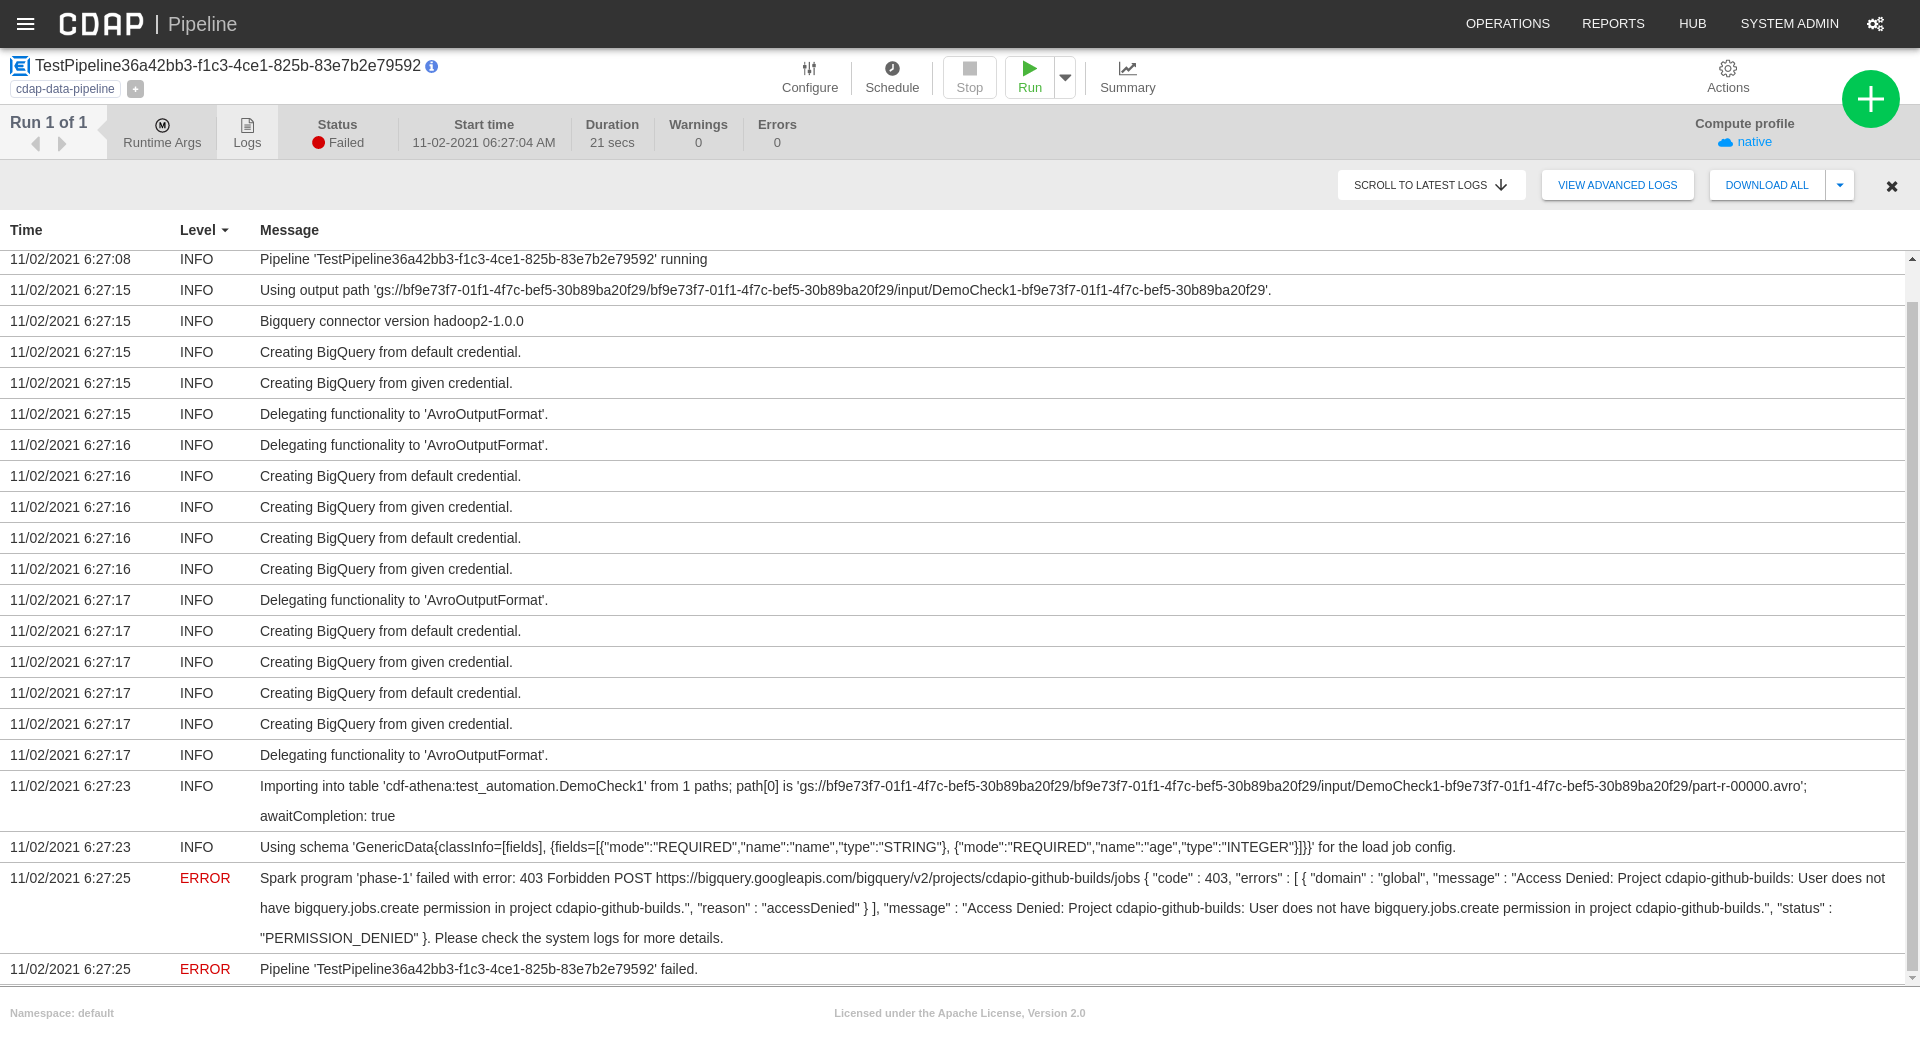 CDAP | Pipeline
OPERATIONS REPORTS HUB SYSTEM ADMIN
TestPipeline36a42bb3-f1c3-4ce1-825b-83e7b2e79592
cdap-data-pipeline +
Configure Schedule Stop Run Summary Actions
Run 1 of 1
Runtime Args Logs
Status Start time Duration Warnings Errors Compute profile
Failed 11-02-2021 06:27:04 AM 21 secs 0 0 native
SCROLL TO LATEST LOGS VIEW ADVANCED LOGS DOWNLOAD ALL
Time Level Message
11/02/2021 6:27:08 INFO Pipeline 'TestPipeline36a42bb3-f1c3-4ce1-825b-83e7b2e79592' running
11/02/2021 6:27:15 INFO Using output path 'gs://bf9e73f7-01f1-4f7c-bef5-30b89ba20f29/bf9e73f7-01f1-4f7c-bef5-30b89ba20f29/input/DemoCheck1-bf9e73f7-01f1-4f7c-bef5-30b89ba20f29'.
11/02/2021 6:27:15 INFO Bigquery connector version hadoop2-1.0.0
11/02/2021 6:27:15 INFO Creating BigQuery from default credential.
11/02/2021 6:27:15 INFO Creating BigQuery from given credential.
11/02/2021 6:27:15 INFO Delegating functionality to 'AvroOutputFormat'.
11/02/2021 6:27:16 INFO Delegating functionality to 'AvroOutputFormat'.
11/02/2021 6:27:16 INFO Creating BigQuery from default credential.
11/02/2021 6:27:16 INFO Creating BigQuery from given credential.
11/02/2021 6:27:16 INFO Creating BigQuery from default credential.
11/02/2021 6:27:16 INFO Creating BigQuery from given credential.
11/02/2021 6:27:17 INFO Delegating functionality to 'AvroOutputFormat'.
11/02/2021 6:27:17 INFO Creating BigQuery from default credential.
11/02/2021 6:27:17 INFO Creating BigQuery from given credential.
11/02/2021 6:27:17 INFO Creating BigQuery from default credential.
11/02/2021 6:27:17 INFO Creating BigQuery from given credential.
11/02/2021 6:27:17 INFO Delegating functionality to 'AvroOutputFormat'.
11/02/2021 6:27:23 INFO Importing into table 'cdf-athena:test_automation.DemoCheck1' from 1 paths; path[0] is 'gs://bf9e73f7-01f1-4f7c-bef5-30b89ba20f29/bf9e73f7-01f1-4f7c-bef5-30b89ba20f29/input/DemoCheck1-bf9e73f7-01f1-4f7c-bef5-30b89ba20f29/part-r-00000.avro';
awaitCompletion: true
11/02/2021 6:27:23 INFO Using schema 'GenericData{classInfo=[fields], {fields=[{"mode":"REQUIRED","name":"name","type":"STRING"}, {"mode":"REQUIRED","name":"age","type":"INTEGER"}]}}' for the load job config.
11/02/2021 6:27:25 ERROR Spark program 'phase-1' failed with error: 403 Forbidden POST https://bigquery.googleapis.com/bigquery/v2/projects/cdapio-github-builds/jobs { "code" : 403, "errors" : [ { "domain" : "global", "message" : "Access Denied: Project cdapio-github-builds: User does not
have bigquery.jobs.create permission in project cdapio-github-builds.", "reason" : "accessDenied" } ], "message" : "Access Denied: Project cdapio-github-builds: User does not have bigquery.jobs.create permission in project cdapio-github-builds.", "status" :
"PERMISSION_DENIED" }. Please check the system logs for more details.
11/02/2021 6:27:25 ERROR Pipeline 'TestPipeline36a42bb3-f1c3-4ce1-825b-83e7b2e79592' failed.
Namespace: default Licensed under the Apache License, Version 2.0